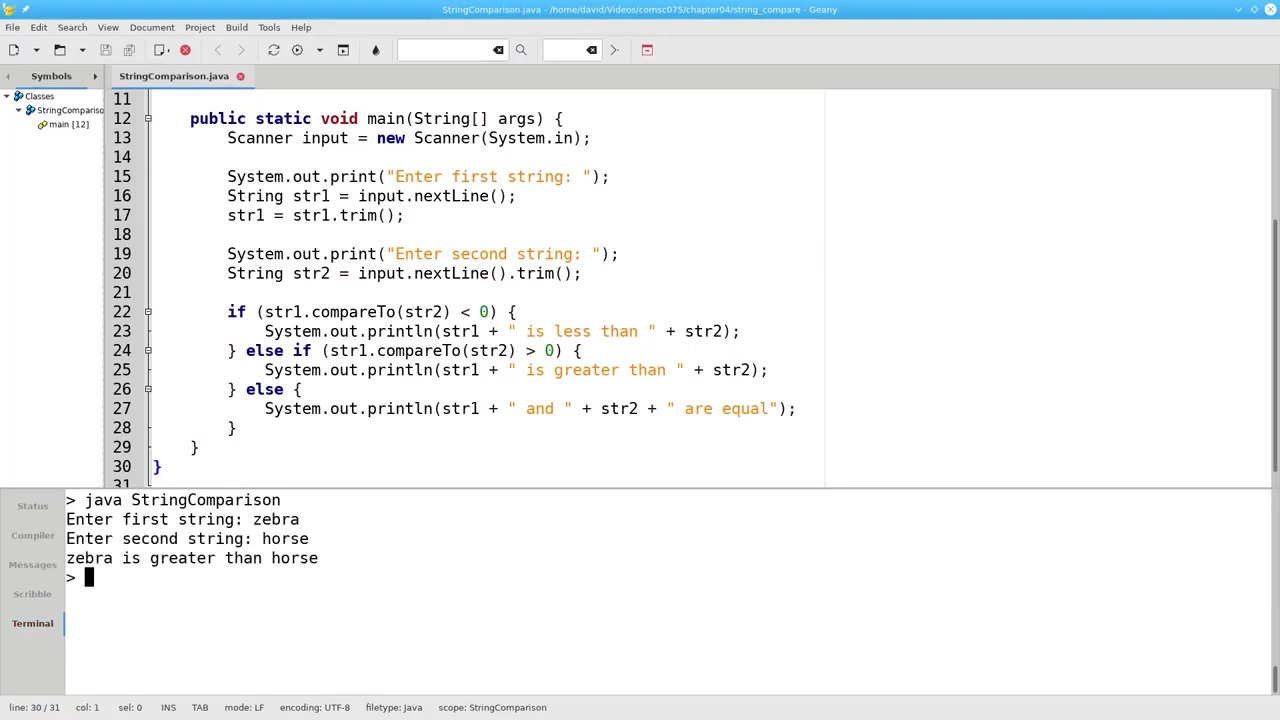 StringComparison.java - /home/david/Videos/comsc075/chapter04/string_compare - Geany
File Edit Search View Document Project Build Tools Help
Symbols StringComparison.java
Classes
StringComparis
main [12]
11
12 public static void main(String[] args) {
13 Scanner input = new Scanner(System.in);
14
15 System.out.print("Enter first string: ");
16 String str1 = input.nextLine();
17 str1 = str1.trim();
18
19 System.out.print("Enter second string: ");
20 String str2 = input.nextLine().trim();
21
22 if (str1.compareTo(str2) < 0) {
23 System.out.println(str1 + " is less than " + str2);
24 } else if (str1.compareTo(str2) > 0) {
25 System.out.println(str1 + " is greater than " + str2);
26 } else {
27 System.out.println(str1 + " and " + str2 + " are equal");
28 }
29 }
30 }
31
Status
Compiler
Messages
Scribble
Terminal
> java StringComparison
Enter first string: zebra
Enter second string: horse
zebra is greater than horse
>
line: 30 / 31 col: 1 sel: 0 INS TAB mode: LF encoding: UTF-8 filetype: Java scope: StringComparison